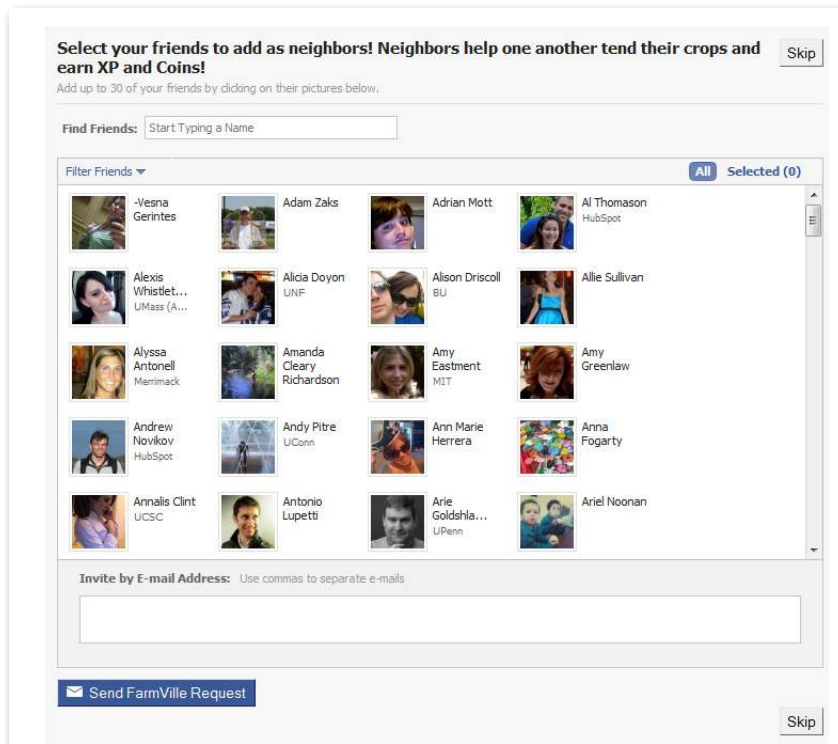 Select your friends to add as neighbors! Neighbors help one another tend their crops and
earn XP and Coins!
Skip
Add up to 30 of your friends by clicking on their pictures below.
Find Friends: Start Typing a Name
Filter Friends
All Selected (0)
-Vesna
Gerintes
Adam Zaks
Adrian Mott
Al Thomason
HubSpot
Alexis
Whistlet...
UMass (A...
Alicia Doyon
UNF
Alison Driscoll
BU
Allie Sullivan
Alyssa
Antonell
Merrimack
Amanda
Cleary
Richardson
Amy
Eastment
MIT
Amy
Greenlaw
Andrew
Novikov
HubSpot
Andy Pitre
UConn
Ann Marie
Herrera
Anna
Fogarty
Annalis Clint
UCSC
Antonio
Lupetti
Arie
Goldshla...
UPenn
Ariel Noonan
Invite by E-mail Address: Use commas to separate e-mails
Send FarmVille Request
Skip